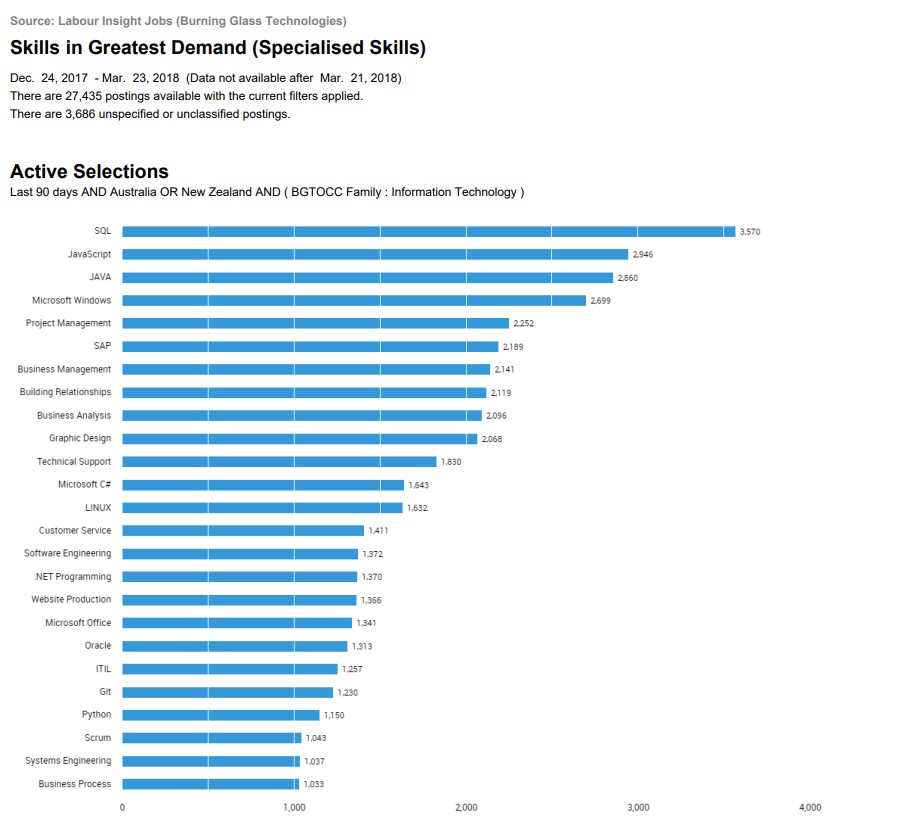 Source: Labour Insight Jobs (Burning Glass Technologies)
Skills in Greatest Demand (Specialised Skills)
Dec. 24, 2017 - Mar. 23, 2018 (Data not available after Mar. 21, 2018)
There are 27,435 postings available with the current filters applied.
There are 3,686 unspecified or unclassified postings.
Active Selections
Last 90 days AND Australia OR New Zealand AND ( BGTOCC Family : Information Technology )
SQL 3,570
JavaScript 2,946
JAVA 2,860
Microsoft Windows 2,699
Project Management 2,252
SAP 2,189
Business Management 2,141
Building Relationships 2,119
Business Analysis 2,096
Graphic Design 2,068
Technical Support 1,830
Microsoft C# 1,643
LINUX 1,632
Customer Service 1,411
Software Engineering 1,372
.NET Programming 1,370
Website Production 1,366
Microsoft Office 1,341
Oracle 1,313
ITIL 1,257
Git 1,230
Python 1,150
Scrum 1,043
Systems Engineering 1,037
Business Process 1,033
0 1,000 2,000 3,000 4,000